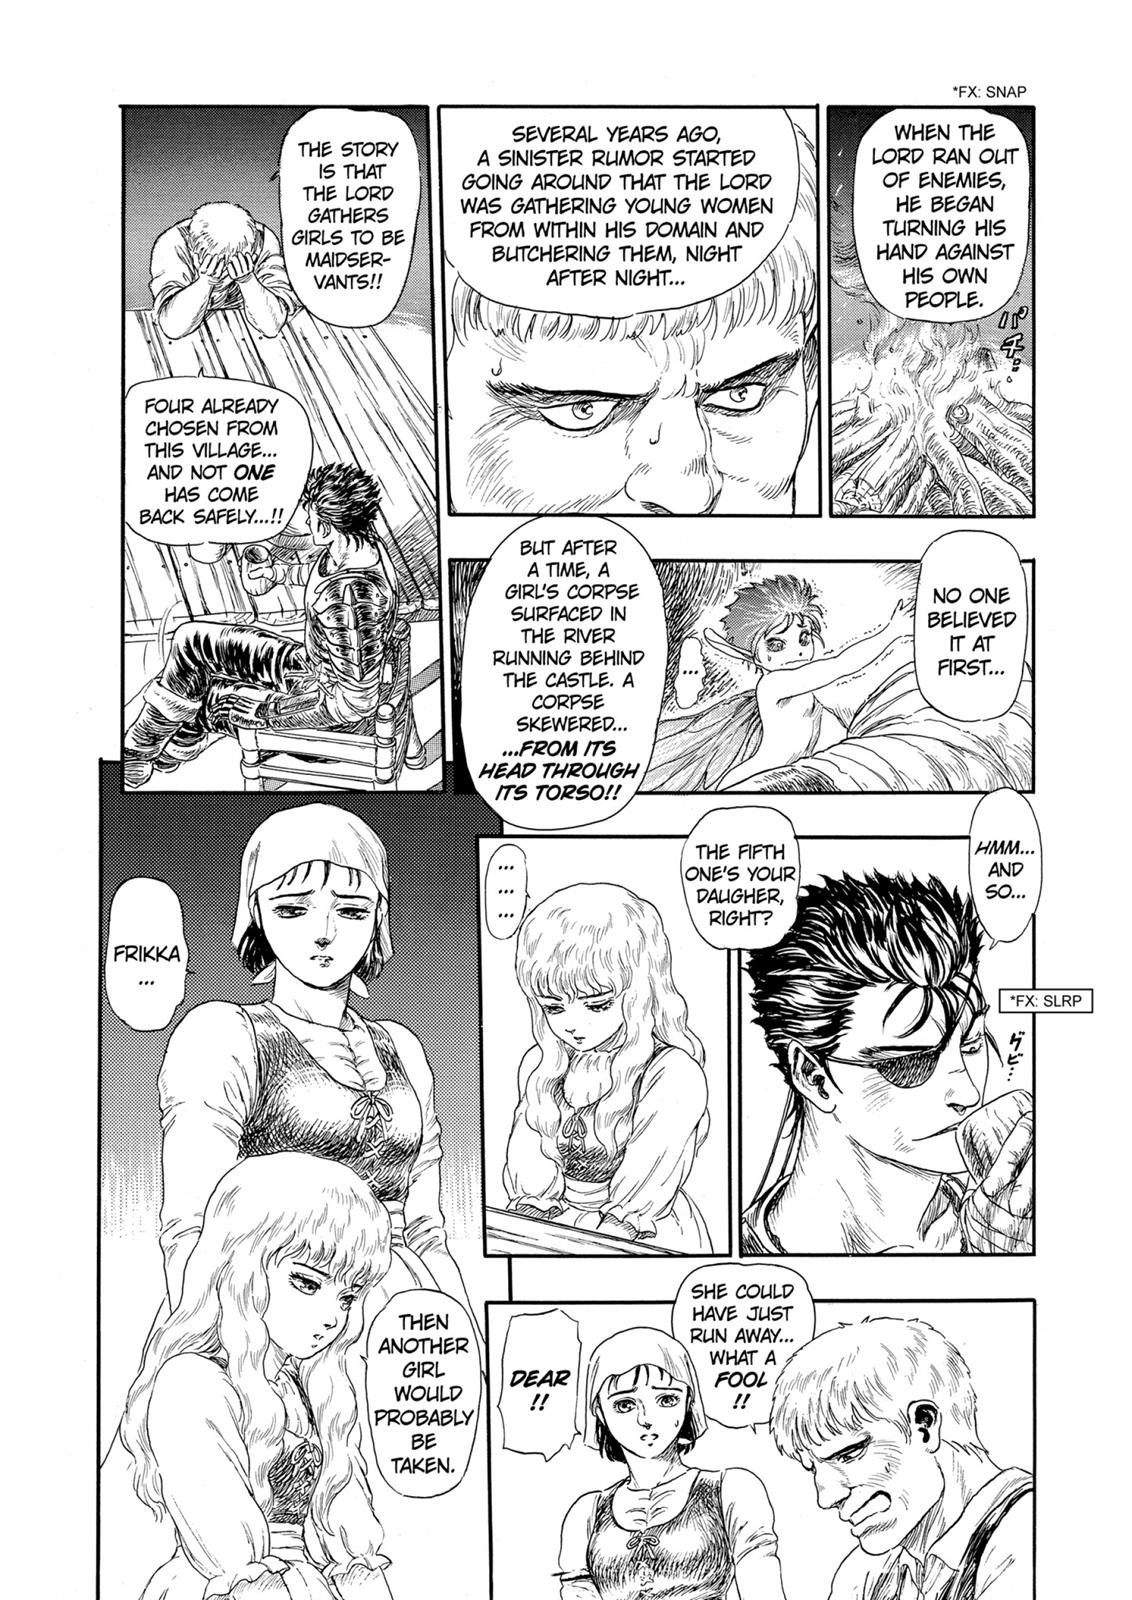 *FX: SNAP
WHEN THE
LORD RAN OUT
OF ENEMIES,
HE BEGAN
TURNING HIS
HAND AGAINST
HIS OWN
PEOPLE.
パチ…
SEVERAL YEARS AGO,
A SINISTER RUMOR STARTED
GOING AROUND THAT THE LORD
WAS GATHERING YOUNG WOMEN
FROM WITHIN HIS DOMAIN AND
BUTCHERING THEM, NIGHT
AFTER NIGHT...
THE STORY
IS THAT
THE LORD
GATHERS
GIRLS TO BE
MAIDSER-
VANTS!!
FOUR ALREADY
CHOSEN FROM
THIS VILLAGE...
AND NOT ONE
HAS COME
BACK SAFELY...!!
NO ONE
BELIEVED
IT AT
FIRST...
...
BUT AFTER
A TIME, A
GIRL'S CORPSE
SURFACED IN
THE RIVER
RUNNING BEHIND
THE CASTLE. A
CORPSE
SKEWERED...
...FROM ITS
HEAD THROUGH
ITS TORSO!!
HMM...
AND
SO...
THE FIFTH
ONE'S YOUR
DAUGHER,
RIGHT?
*FX: SLRP
グビ…
...
...
...
FRIKKA
...
THEN
ANOTHER
GIRL
WOULD
PROBABLY
BE
TAKEN.
SHE COULD
HAVE JUST
RUN AWAY...
WHAT A
FOOL
!!
DEAR
!!